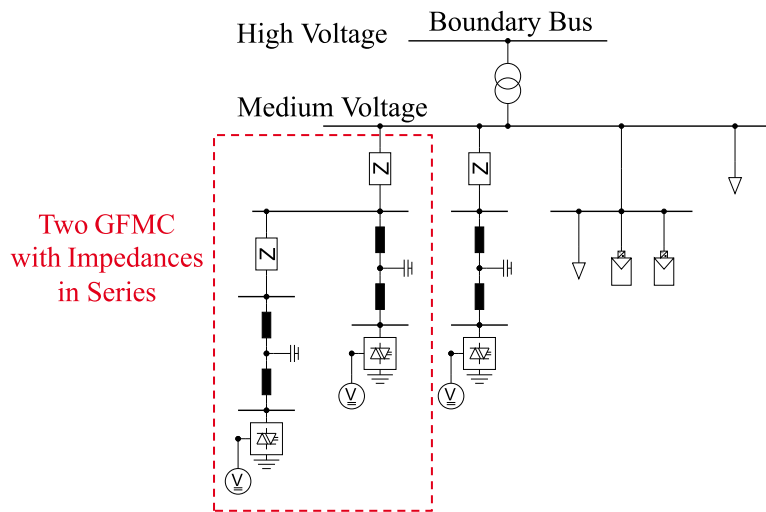 High Voltage
Boundary Bus
Medium Voltage
Z
Z
Two GFMC
with Impedances
in Series
Z
V
V
V